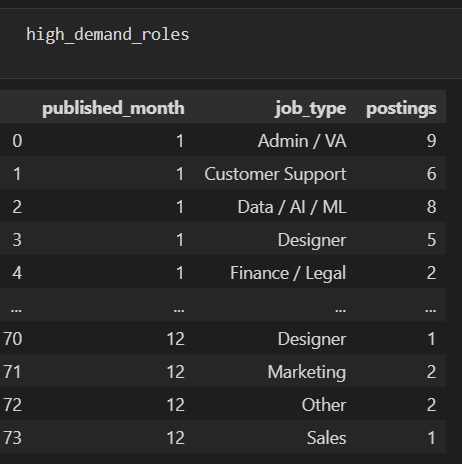 high_demand_roles
published_month job_type postings
0 1 Admin / VA 9
1 1 Customer Support 6
2 1 Data / AI / ML 8
3 1 Designer 5
4 1 Finance / Legal 2
... ... ... ...
70 12 Designer 1
71 12 Marketing 2
72 12 Other 2
73 12 Sales 1